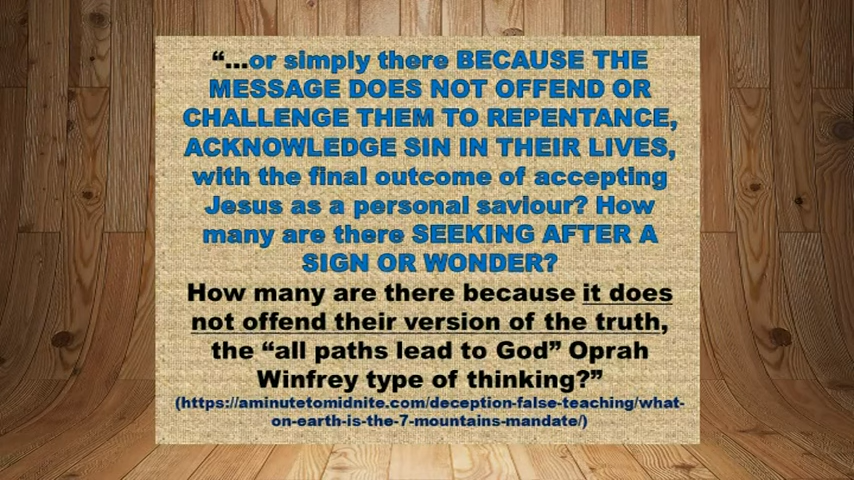 “...or simply there BECAUSE THE
MESSAGE DOES NOT OFFEND OR
CHALLENGE THEM TO REPENTANCE,
ACKNOWLEDGE SIN IN THEIR LIVES,
with the final outcome of accepting
Jesus as a personal saviour? How
many are there SEEKING AFTER A
SIGN OR WONDER?
How many are there because it does
not offend their version of the truth,
the “all paths lead to God” Oprah
Winfrey type of thinking?”
(https://aminutetomidnite.com/deception-false-teaching/what-
on-earth-is-the-7-mountains-mandate/)